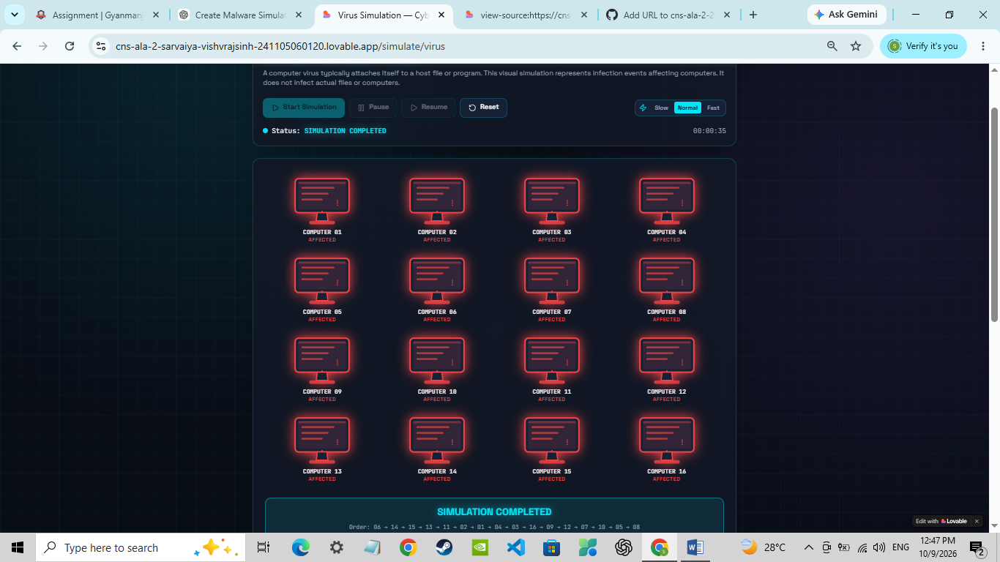 Assignment | Gyanmanj
Create Malware Simulat
Virus Simulation — Cyb
view-source:https://cns
Add URL to cns-ala-2-2
Ask Gemini
cns-ala-2-sarvaiya-vishvrajsinh-241105060120.lovable.app/simulate/virus
Verify it's you
A computer virus typically attaches itself to a host file or program. This visual simulation represents infection events affecting computers. It
does not infect actual files or computers.
Start Simulation
Pause
Resume
Reset
Slow
Normal
Fast
Status: SIMULATION COMPLETED
00:00:35
COMPUTER 01
AFFECTED
COMPUTER 02
AFFECTED
COMPUTER 03
AFFECTED
COMPUTER 04
AFFECTED
COMPUTER 05
AFFECTED
COMPUTER 06
AFFECTED
COMPUTER 07
AFFECTED
COMPUTER 08
AFFECTED
COMPUTER 09
AFFECTED
COMPUTER 10
AFFECTED
COMPUTER 11
AFFECTED
COMPUTER 12
AFFECTED
COMPUTER 13
AFFECTED
COMPUTER 14
AFFECTED
COMPUTER 15
AFFECTED
COMPUTER 16
AFFECTED
SIMULATION COMPLETED
Order: 06 → 14 → 15 → 13 → 11 → 02 → 01 → 04 → 03 → 16 → 09 → 12 → 07 → 10 → 05 → 08
Edit with Lovable
Type here to search
28°C
ENG
12:47 PM
10/9/2026
2